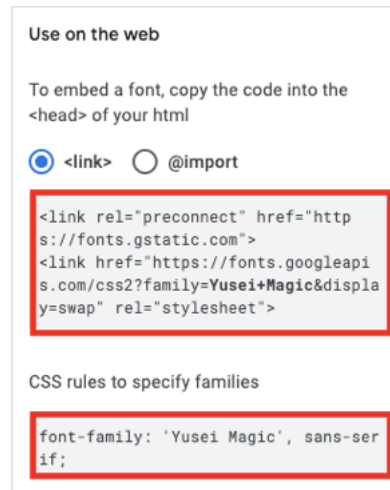 Use on the web
To embed a font, copy the code into the
<head> of your html
<link> @import
<link rel="preconnect" href="http
s://fonts.gstatic.com">
<link href="https://fonts.googleapi
s.com/css2?family=Yusei+Magic&displa
y=swap" rel="stylesheet">
CSS rules to specify families
font-family: 'Yusei Magic', sans-ser
if;